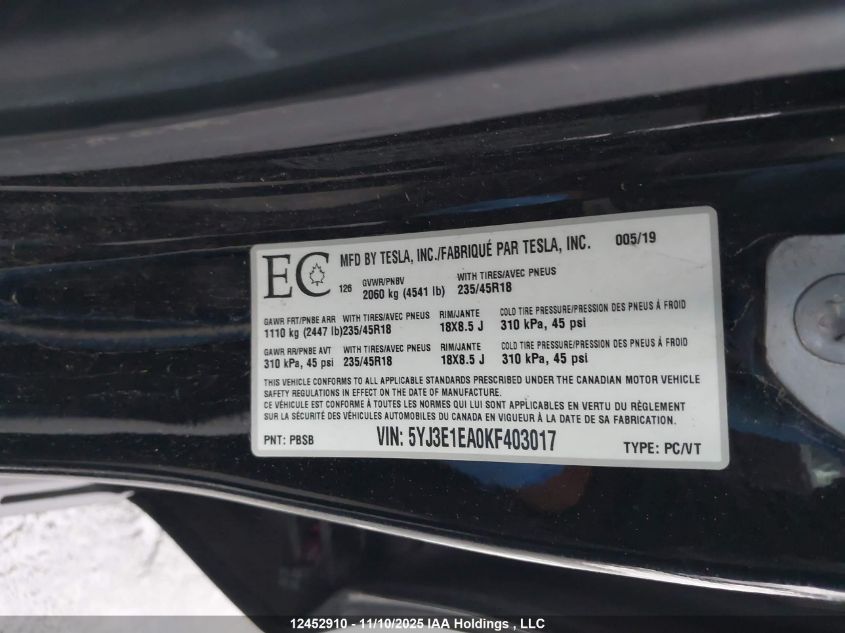 EC
MFD BY TESLA, INC./FABRIQUÉ PAR TESLA, INC. 005/19
126 GVWR/PNBV WITH TIRES/AVEC PNEUS
2060 kg (4541 lb) 235/45R18
GAWR FRT/PNBE ARR WITH TIRES/AVEC PNEUS RIM/JANTE COLD TIRE PRESSURE/PRESSION DES PNEUS À FROID
1110 kg (2447 lb) 235/45R18 18X8.5 J 310 kPa, 45 psi
GAWR RR/PNBE AVT WITH TIRES/AVEC PNEUS RIM/JANTE COLD TIRE PRESSURE/PRESSION DES PNEUS À FROID
310 kPa, 45 psi 235/45R18 18X8.5 J 310 kPa, 45 psi
THIS VEHICLE CONFORMS TO ALL APPLICABLE STANDARDS PRESCRIBED UNDER THE CANADIAN MOTOR VEHICLE
SAFETY REGULATIONS IN EFFECT ON THE DATE OF MANUFACTURE
CE VÉHICULE EST CONFORME À TOUTES LES NORMES QUI LUI SONT APPLICABLES EN VERTU DU RÈGLEMENT
SUR LA SÉCURITÉ DES VÉHICULES AUTOMOBILES DU CANADA EN VIGUEUR À LA DATE DE SA FABRICATION
PNT: PBSB VIN: 5YJ3E1EA0KF403017 TYPE: PC/VT
12452910 - 11/10/2025 IAA Holdings , LLC